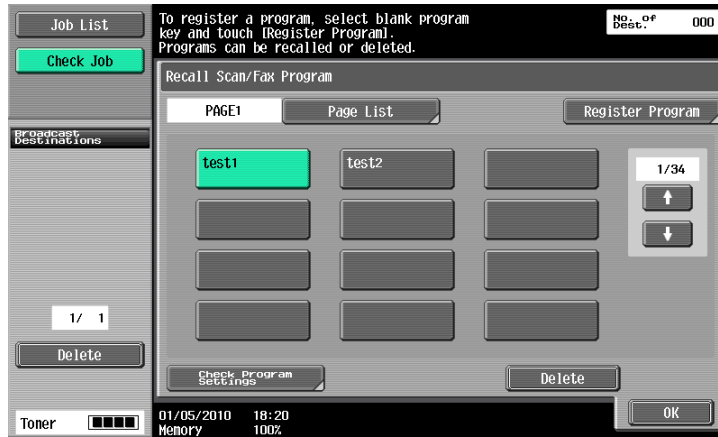 Job List
Check Job
Broadcast
Destinations
1/ 1
Delete
Toner
To register a program, select blank program
key and touch [Register Program].
Programs can be recalled or deleted.
No. of
Dest. 000
Recall Scan/Fax Program
PAGE1 Page List Register Program
test1 test2
1/34
Check Program
Settings
Delete
01/05/2010 18:20
Memory 100%
OK